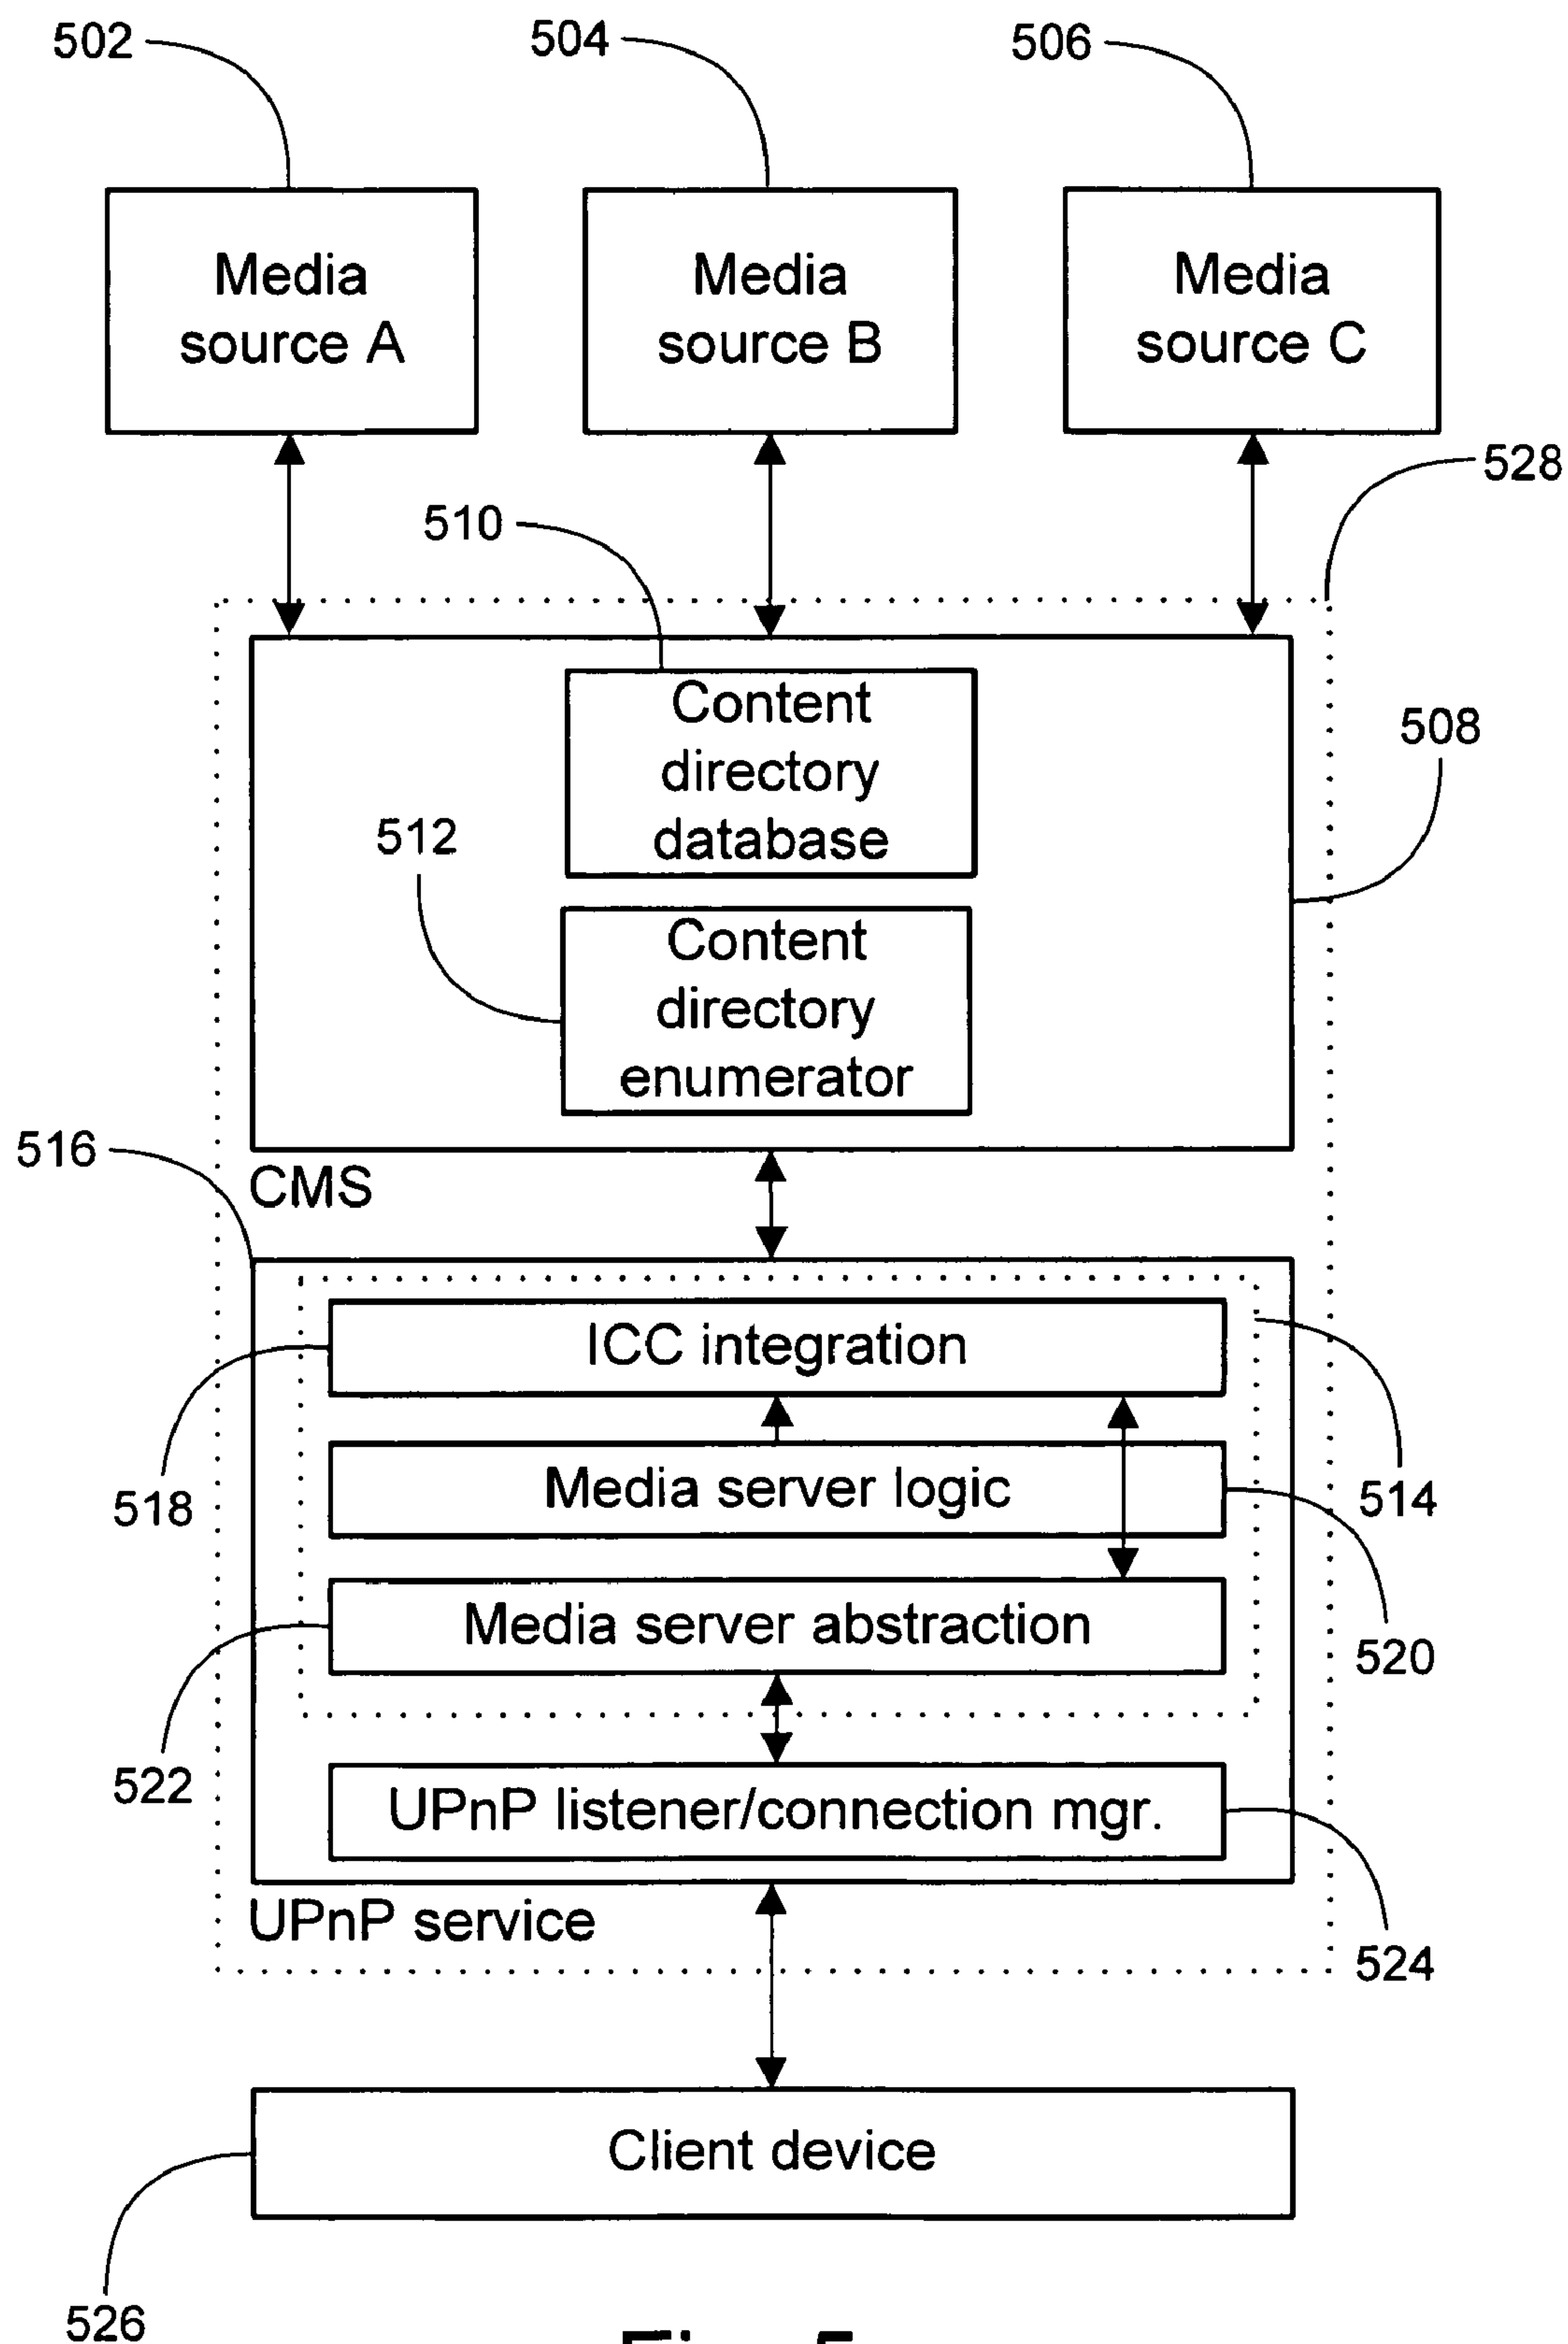 502
504
506
Media
source A
Media
source B
Media
source C
528
510
Content
directory
database
508
512
Content
directory
enumerator
516
CMS
ICC integration
518
Media server logic
514
Media server abstraction
520
522
UPnP listener/connection mgr.
UPnP service
524
Client device
526